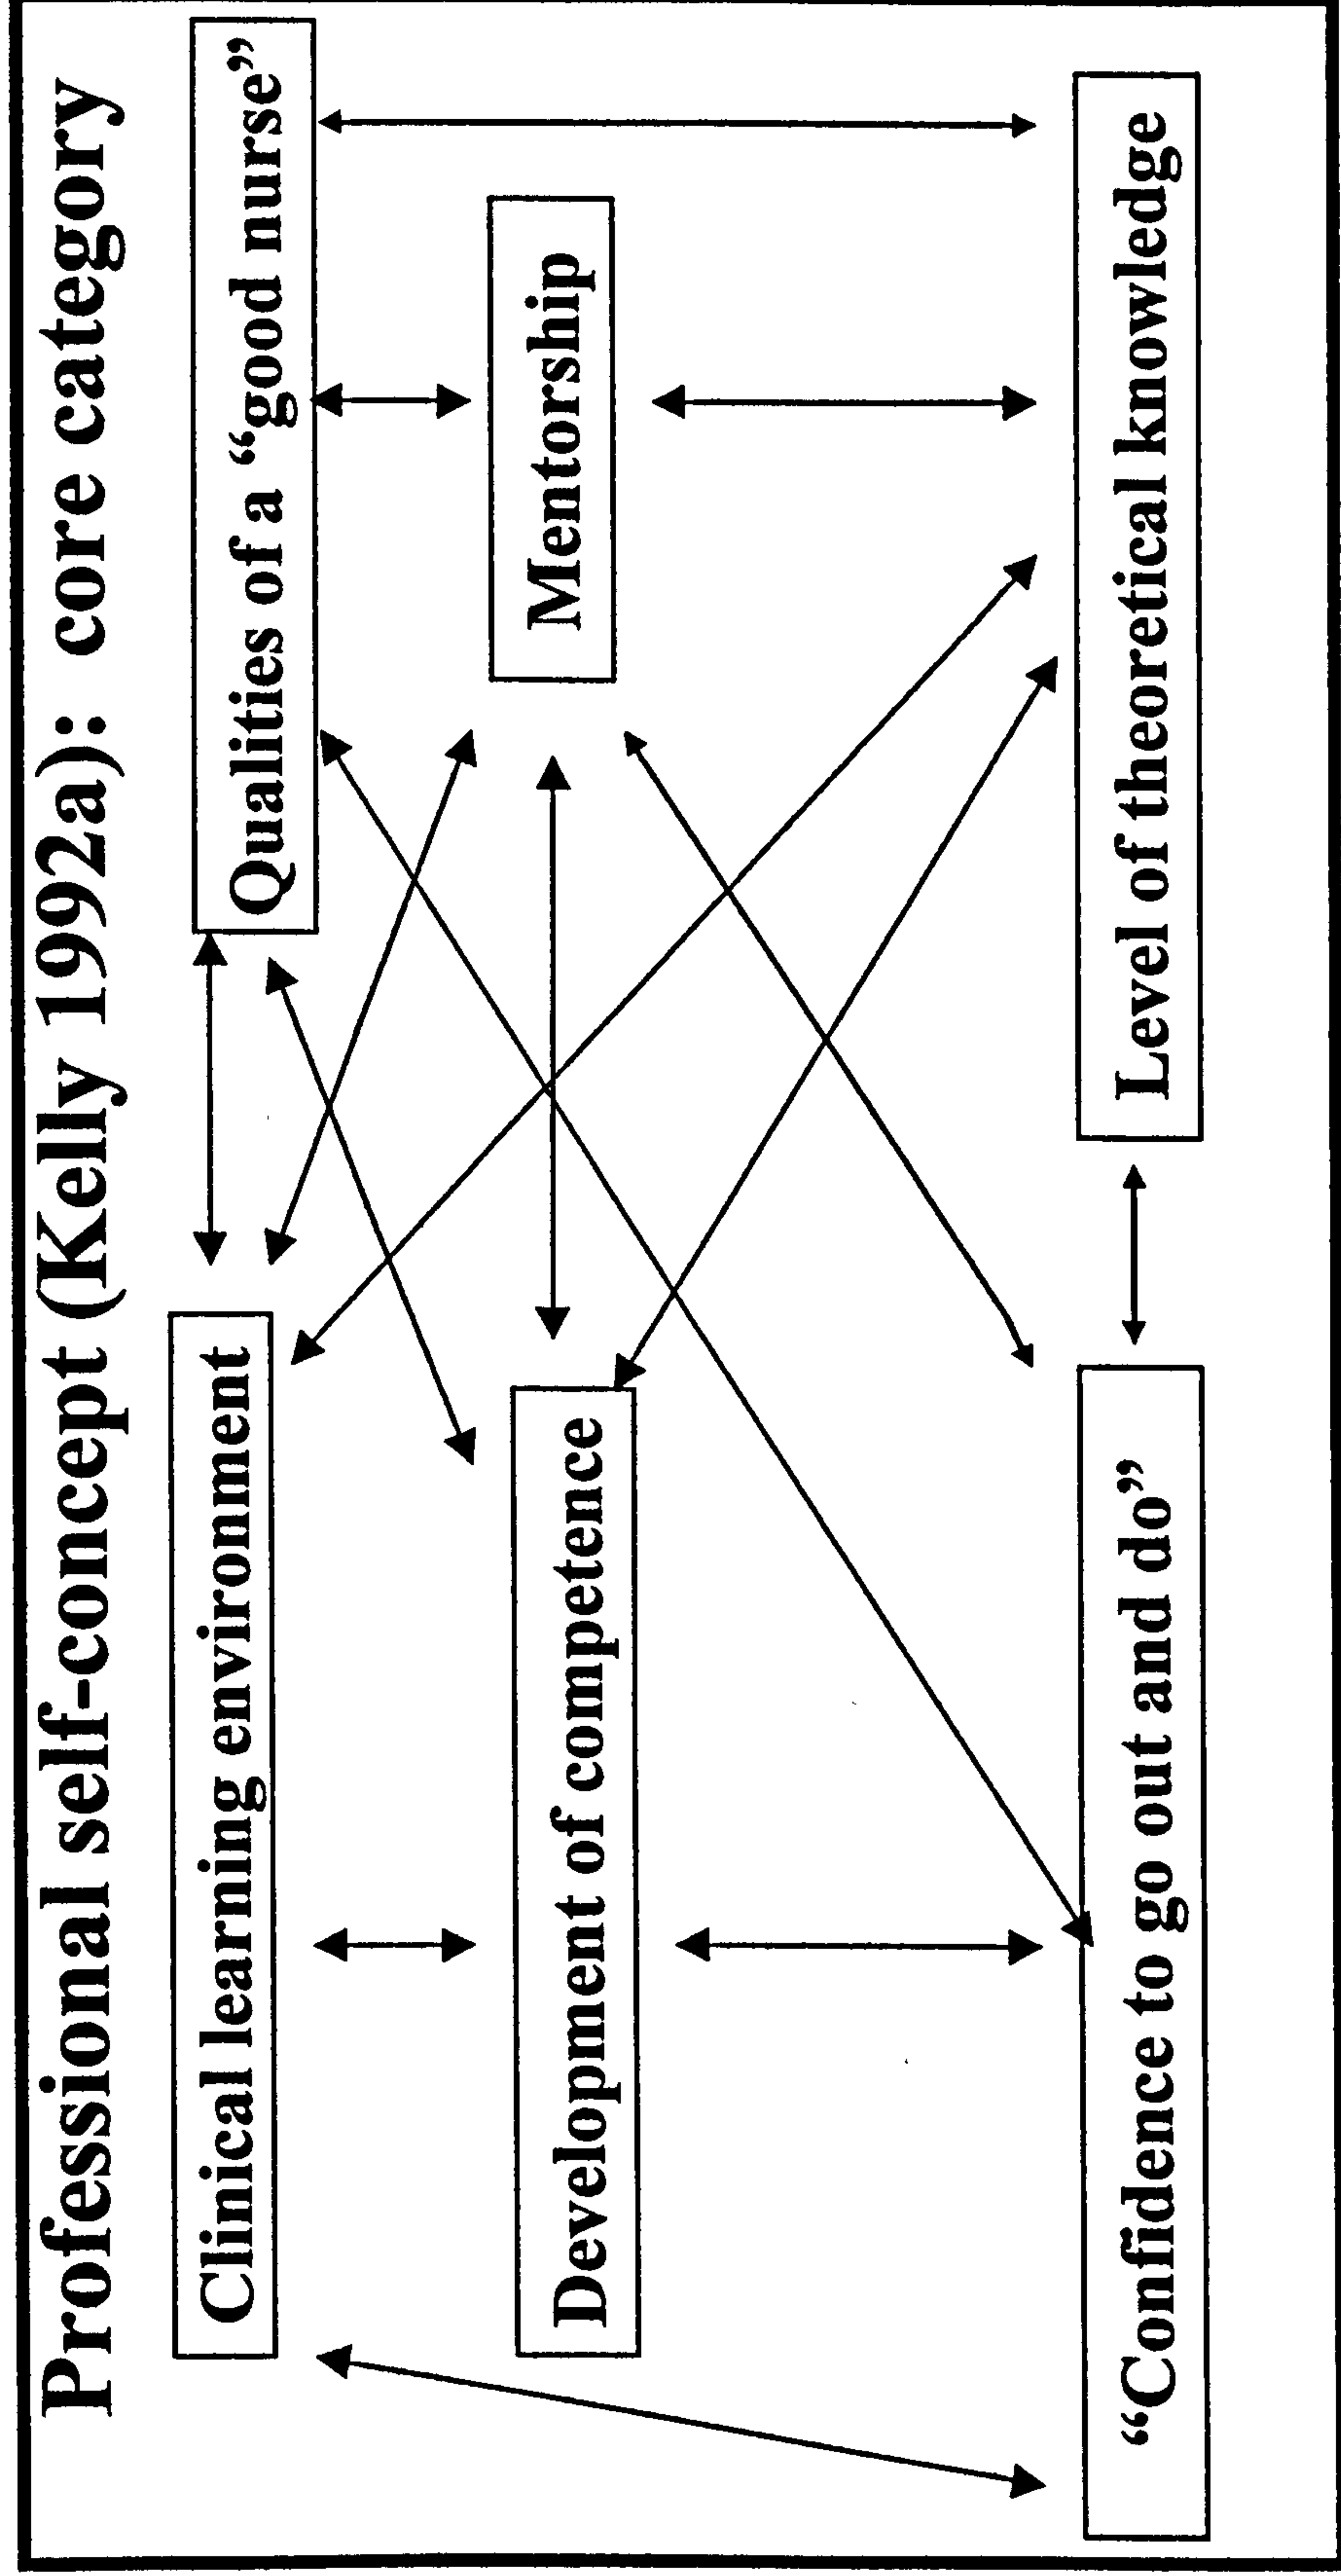 Professional self-concept (Kelly 1992a): core category
Clinical learning environment
Qualities of a “good nurse”
Development of competence
Mentorship
“Confidence to go out and do”
Level of theoretical knowledge